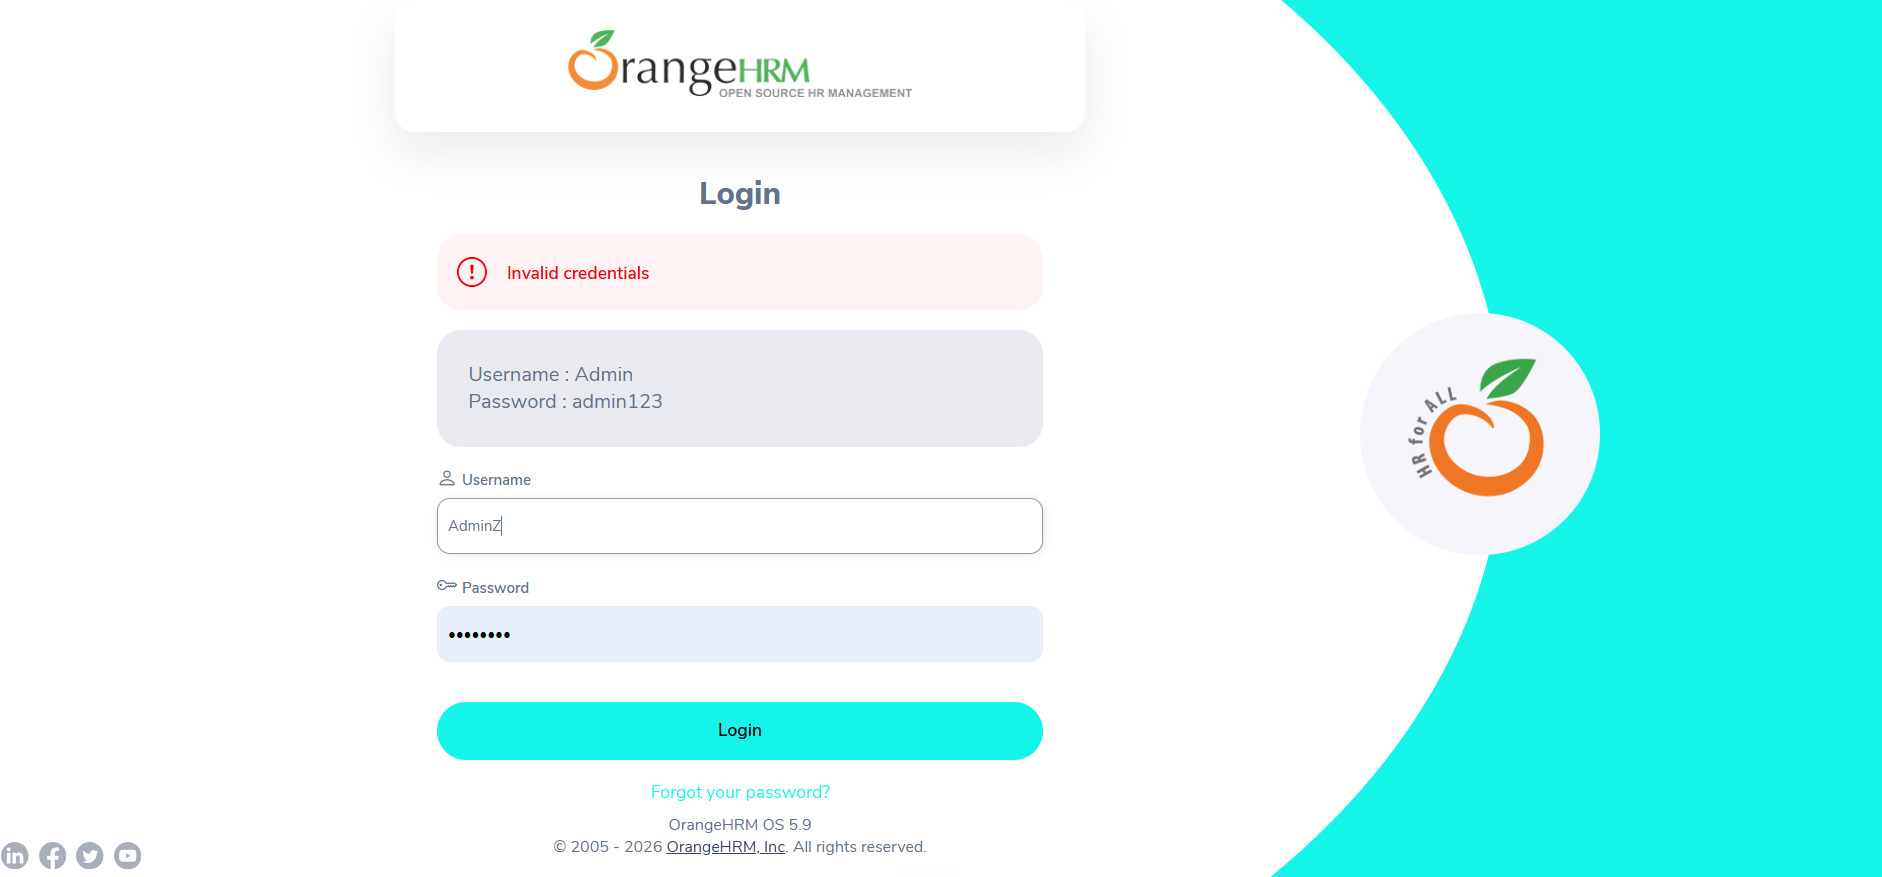 OrangeHRM
OPEN SOURCE HR MANAGEMENT
Login
Invalid credentials
Username : Admin
Password : admin123
Username
AdminZ
Password
••••••••
Login
Forgot your password?
OrangeHRM OS 5.9
© 2005 - 2026 OrangeHRM, Inc. All rights reserved.
HR for ALL
in